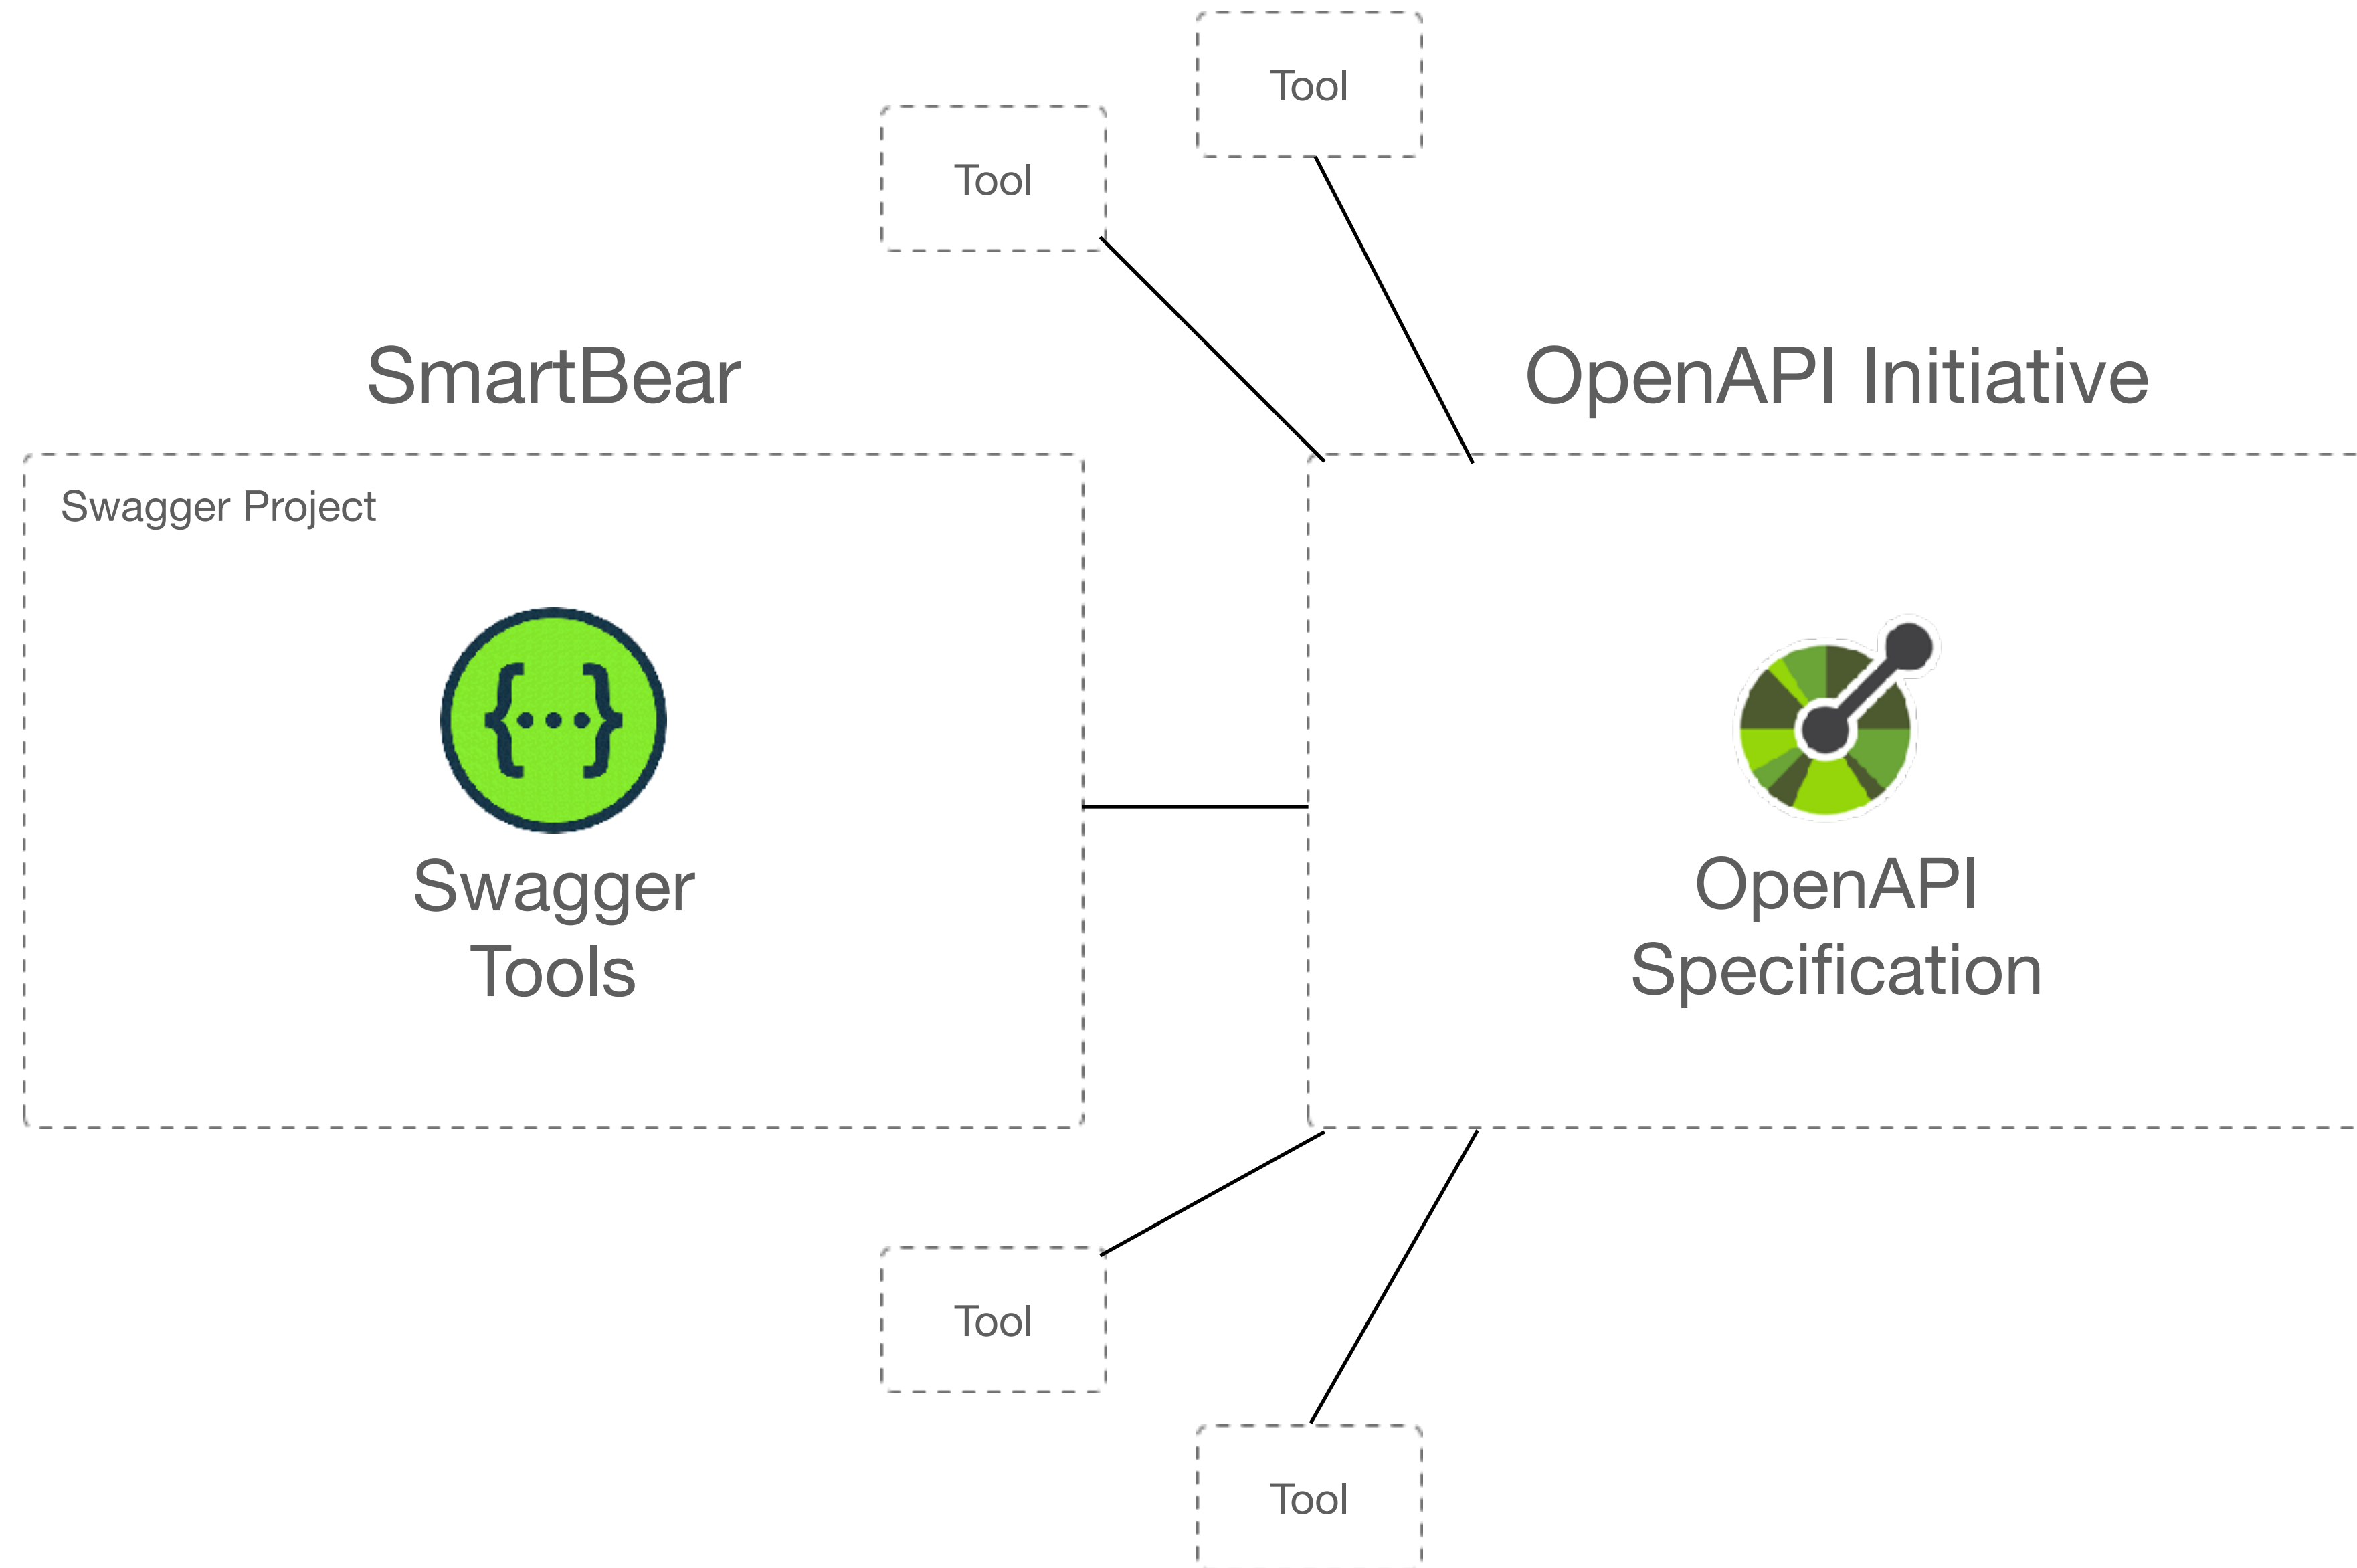 Tool
Tool
SmartBear
OpenAPI Initiative
Swagger Project
{···}
Swagger
Tools
OpenAPI
Specification
Tool
Tool